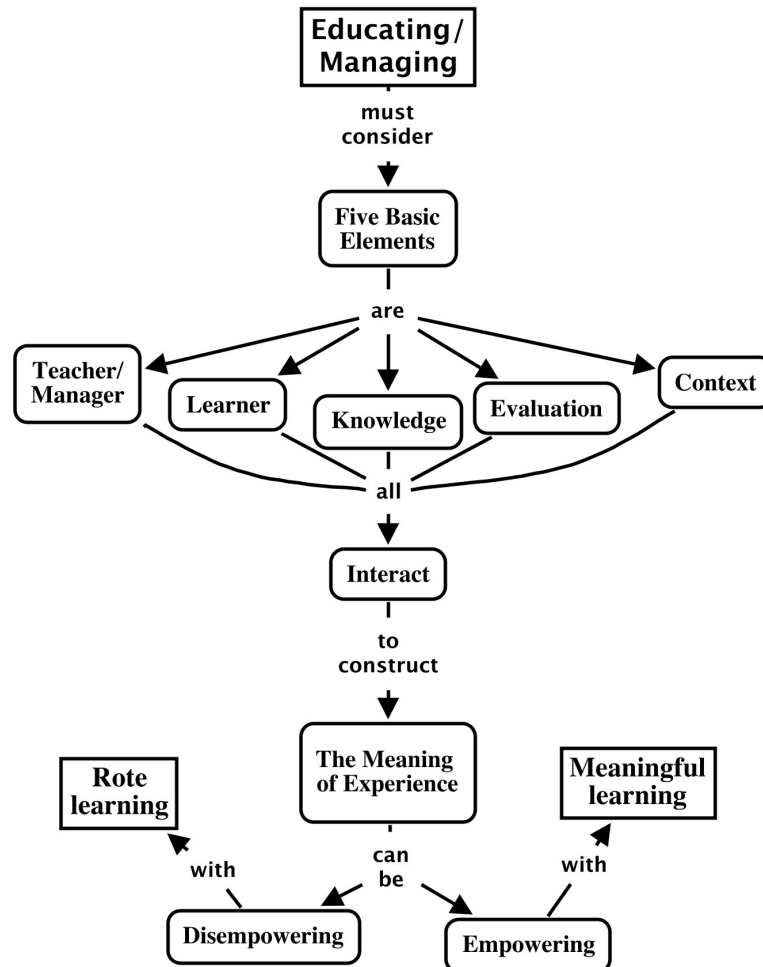 Educating/
Managing
must
consider
Five Basic
Elements
are
Teacher/
Manager
Learner
Knowledge
Evaluation
Context
all
Interact
to
construct
The Meaning
of Experience
Rote
learning
Meaningful
learning
with
can
be
with
Disempowering
Empowering